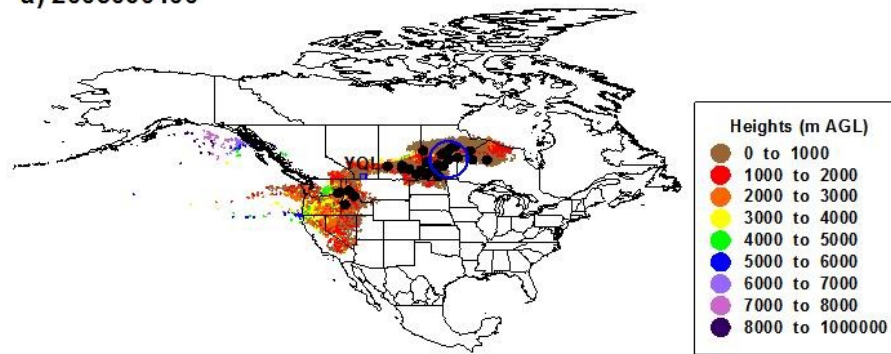 YQL
Heights (m AGL)
0 to 1000
1000 to 2000
2000 to 3000
3000 to 4000
4000 to 5000
5000 to 6000
6000 to 7000
7000 to 8000
8000 to 1000000